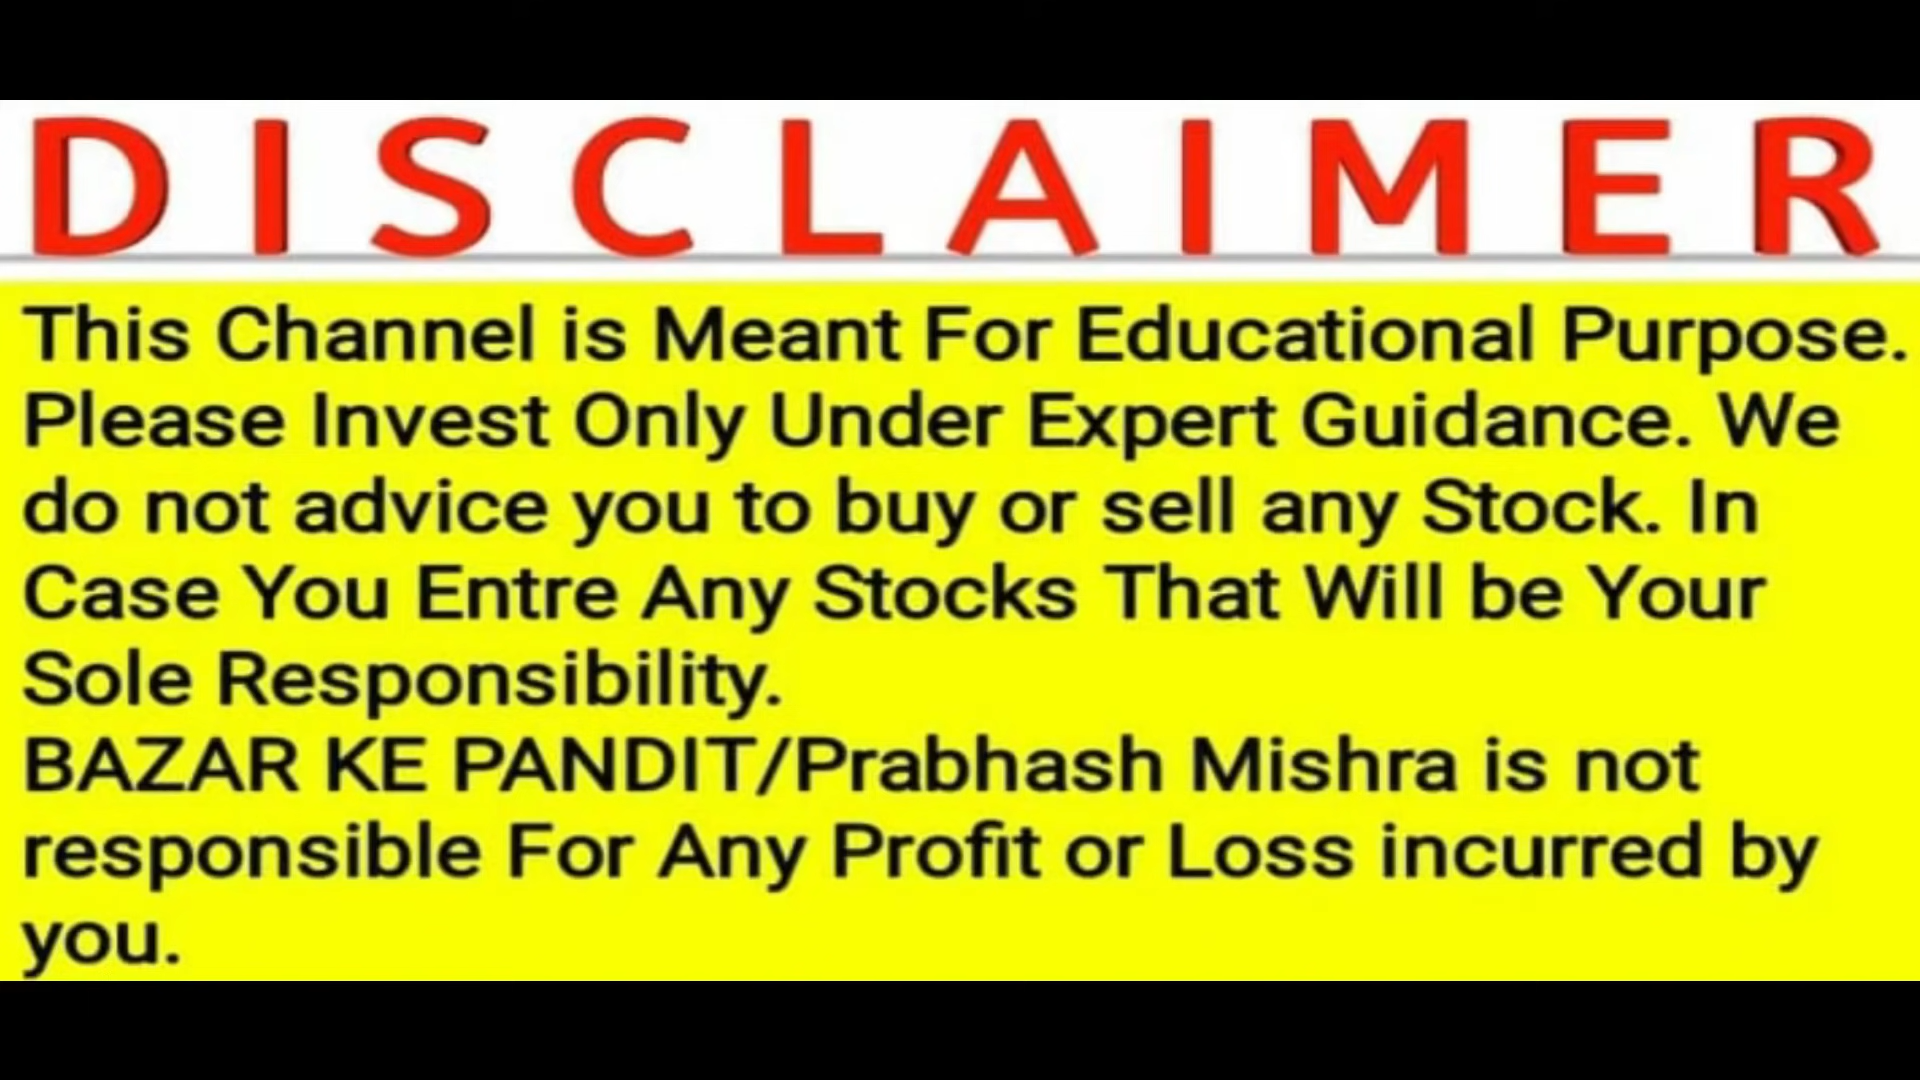 DISCLAIMER
This Channel is Meant For Educational Purpose.
Please Invest Only Under Expert Guidance. We
do not advice you to buy or sell any Stock. In
Case You Entre Any Stocks That Will be Your
Sole Responsibility.
BAZAR KE PANDIT/Prabhash Mishra is not
responsible For Any Profit or Loss incurred by
you.